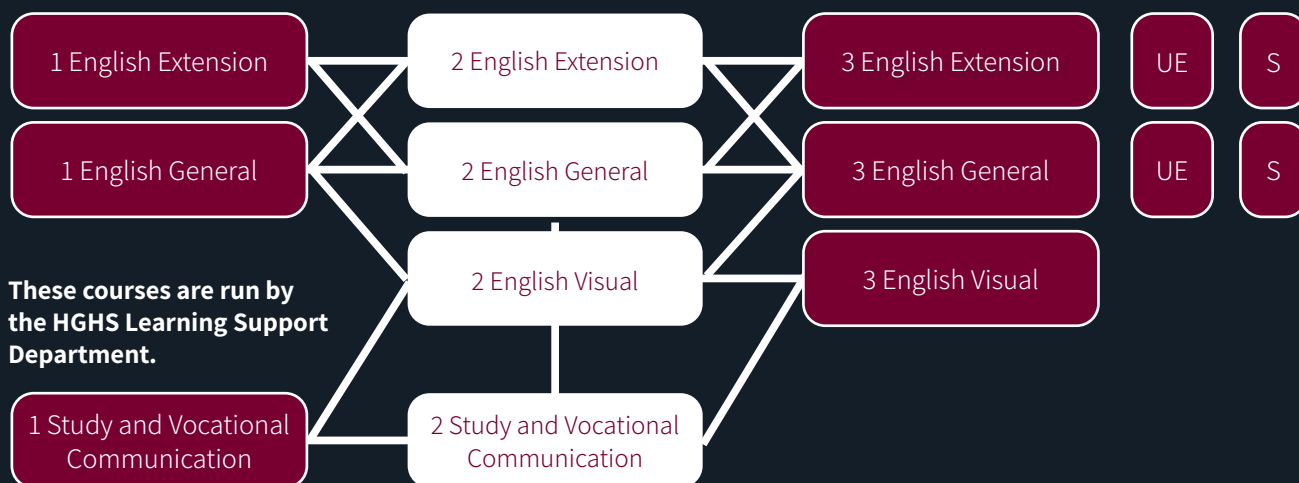 1 English Extension
2 English Extension
3 English Extension
UE
S
1 English General
2 English General
3 English General
UE
S
2 English Visual
3 English Visual
These courses are run by
the HGHS Learning Support
Department.
1 Study and Vocational
Communication
2 Study and Vocational
Communication